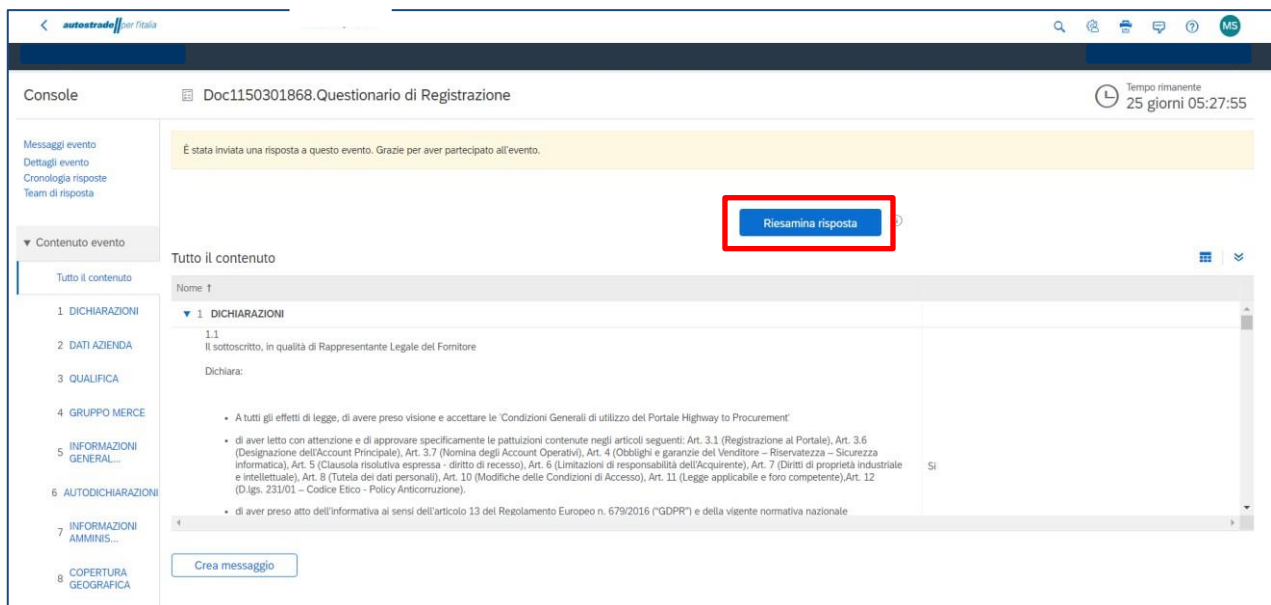 autostrade per l'italia
MS
Console
Doc1150301868.Questionario di Registrazione
Tempo rimanente
25 giorni 05:27:55
Messaggi evento
Dettagli evento
Cronologia risposte
Team di risposta
È stata inviata una risposta a questo evento. Grazie per aver partecipato all'evento.
Riesamina risposta
▼ Contenuto evento
Tutto il contenuto
1 DICHIARAZIONI
2 DATI AZIENDA
3 QUALIFICA
4 GRUPPO MERCE
5 INFORMAZIONI
GENERAL...
6 AUTODICHIARAZIONI
7 INFORMAZIONI
AMMINIS...
8 COPERTURA
GEOGRAFICA
Tutto il contenuto
Nome ↑
▼ 1 DICHIARAZIONI
1.1
Il sottoscritto, in qualità di Rappresentante Legale del Fornitore
Dichiara:
• A tutti gli effetti di legge, di avere preso visione e accettare le 'Condizioni Generali di utilizzo del Portale Highway to Procurement'
• di aver letto con attenzione e di approvare specificamente le pattuizioni contenute negli articoli seguenti: Art. 3.1 (Registrazione al Portale), Art. 3.6
(Designazione dell'Account Principale), Art. 3.7 (Nomina degli Account Operativi), Art. 4 (Obblighi e garanzie del Venditore – Riservatezza – Sicurezza
informatica), Art. 5 (Clausola risolutiva espressa - diritto di recesso), Art. 6 (Limitazioni di responsabilità dell'Acquirente), Art. 7 (Diritti di proprietà industriale
e intellettuale), Art. 8 (Tutela dei dati personali), Art. 10 (Modifiche delle Condizioni di Accesso), Art. 11 (Legge applicabile e foro competente),Art. 12
(D.lgs. 231/01 – Codice Etico - Policy Anticorruzione).
Sì
• di aver preso atto dell'informativa ai sensi dell'articolo 13 del Regolamento Europeo n. 679/2016 ("GDPR") e della vigente normativa nazionale
Crea messaggio